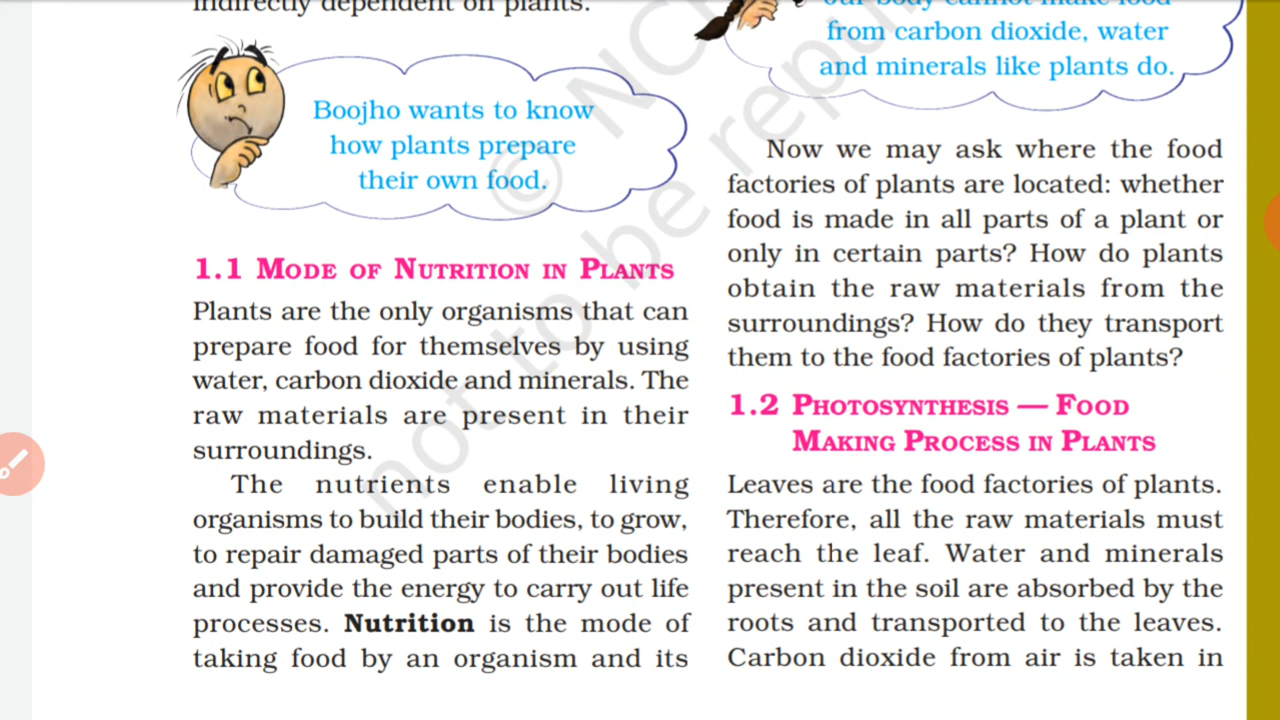 indirectly dependent on plants.
Boojho wants to know
how plants prepare
their own food.
1.1 MODE OF NUTRITION IN PLANTS
Plants are the only organisms that can
prepare food for themselves by using
water, carbon dioxide and minerals. The
raw materials are present in their
surroundings.
The nutrients enable living
organisms to build their bodies, to grow,
to repair damaged parts of their bodies
and provide the energy to carry out life
processes. Nutrition is the mode of
taking food by an organism and its
our body cannot make food
from carbon dioxide, water
and minerals like plants do.
Now we may ask where the food
factories of plants are located: whether
food is made in all parts of a plant or
only in certain parts? How do plants
obtain the raw materials from the
surroundings? How do they transport
them to the food factories of plants?
1.2 PHOTOSYNTHESIS — FOOD
MAKING PROCESS IN PLANTS
Leaves are the food factories of plants.
Therefore, all the raw materials must
reach the leaf. Water and minerals
present in the soil are absorbed by the
roots and transported to the leaves.
Carbon dioxide from air is taken in
not to be repu
© NC